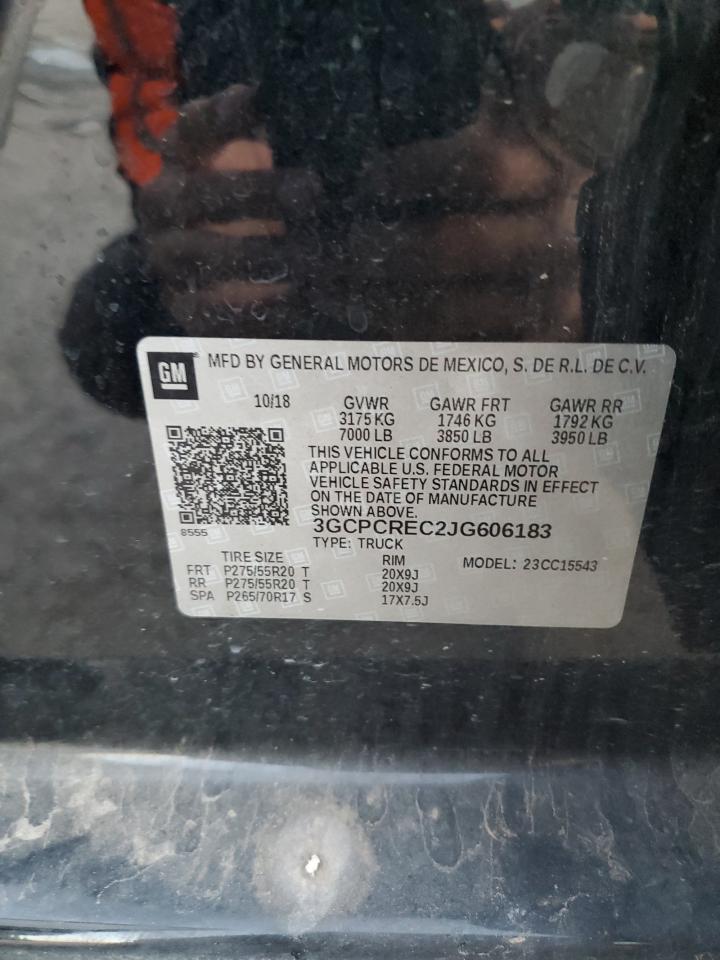 GM ® MFD BY GENERAL MOTORS DE MEXICO, S. DE R.L. DE C.V.
10/18 GVWR GAWR FRT GAWR RR
3175 KG 1746 KG 1792 KG
7000 LB 3850 LB 3950 LB
THIS VEHICLE CONFORMS TO ALL
APPLICABLE U.S. FEDERAL MOTOR
VEHICLE SAFETY STANDARDS IN EFFECT
ON THE DATE OF MANUFACTURE
SHOWN ABOVE.
8555 3GCPCREC2JG606183
TYPE: TRUCK
TIRE SIZE RIM MODEL: 23CC15543
FRT P275/55R20 T 20X9J
RR P275/55R20 T 20X9J
SPA P265/70R17 S 17X7.5J